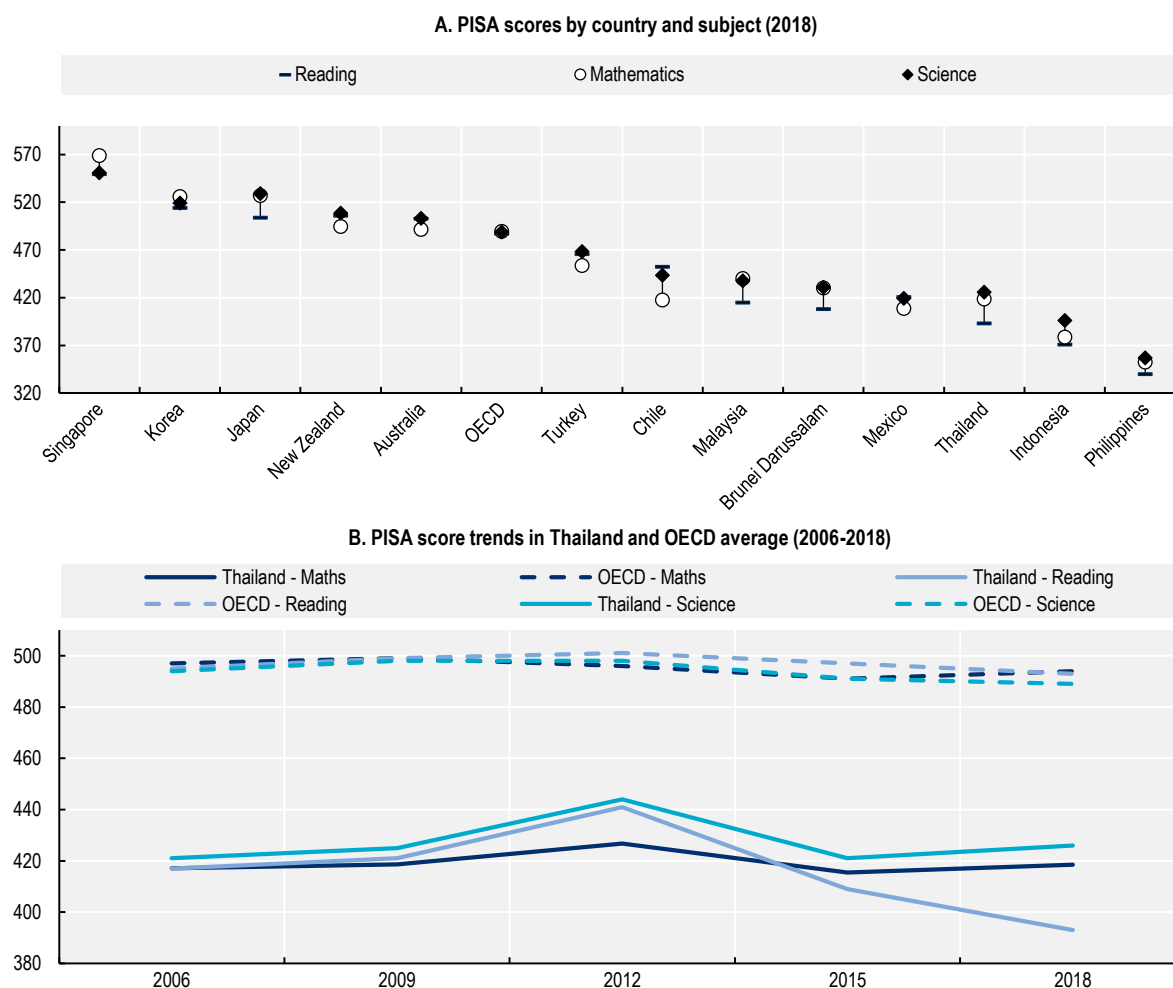 A. PISA scores by country and subject (2018)
Reading Mathematics Science
570
520
470
420
370
320
Singapore Korea Japan New Zealand Australia OECD Turkey Chile Malaysia Brunei Darussalam Mexico Thailand Indonesia Philippines
B. PISA score trends in Thailand and OECD average (2006-2018)
Thailand - Maths OECD - Maths Thailand - Reading
OECD - Reading Thailand - Science OECD - Science
500
480
460
440
420
400
380
2006 2009 2012 2015 2018